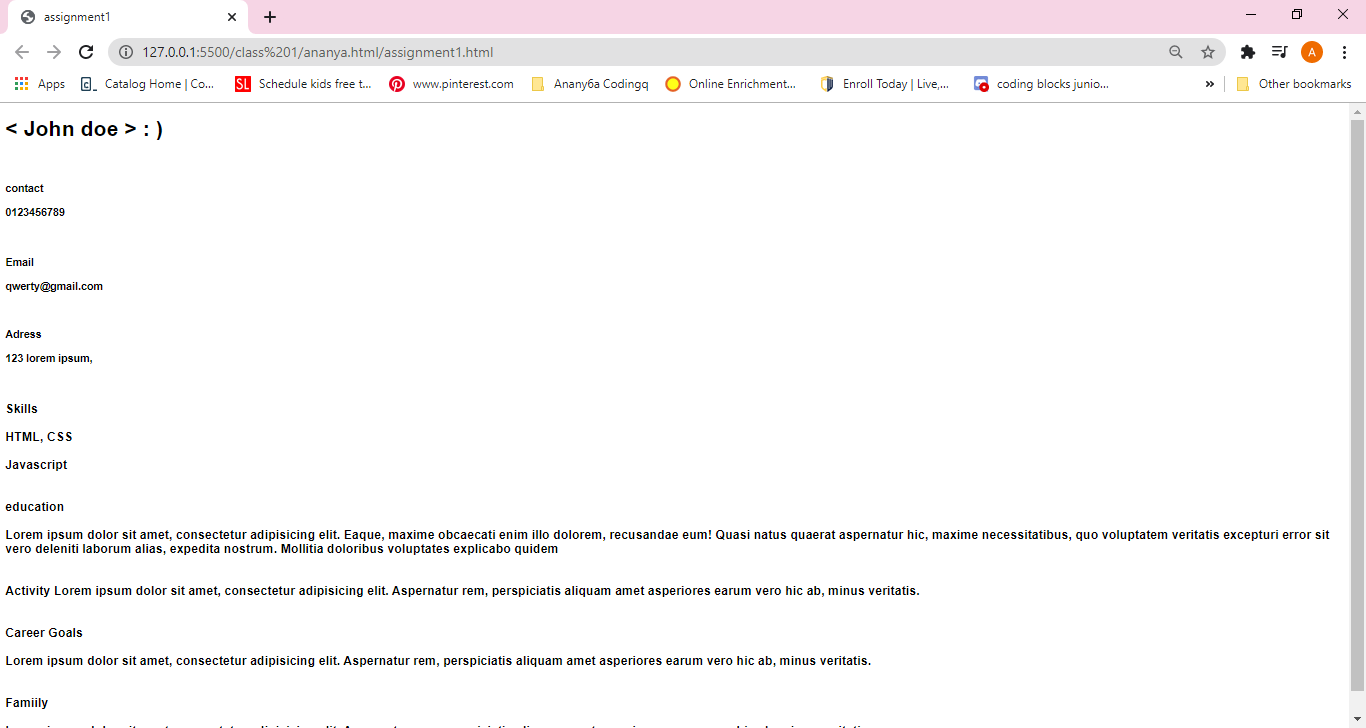 assignment1
127.0.0.1:5500/class%201/ananya.html/assignment1.html
A
Apps
Catalog Home | Co...
SL
Schedule kids free t...
www.pinterest.com
Anany6a Codingq
Online Enrichment...
Enroll Today | Live,...
coding blocks junio...
»
Other bookmarks
< John doe > : )
contact
0123456789
Email
qwerty@gmail.com
Adress
123 lorem ipsum,
Skills
HTML, CSS
Javascript
education
Lorem ipsum dolor sit amet, consectetur adipisicing elit. Eaque, maxime obcaecati enim illo dolorem, recusandae eum! Quasi natus quaerat aspernatur hic, maxime necessitatibus, quo voluptatem veritatis excepturi error sit
vero deleniti laborum alias, expedita nostrum. Mollitia doloribus voluptates explicabo quidem
Activity Lorem ipsum dolor sit amet, consectetur adipisicing elit. Aspernatur rem, perspiciatis aliquam amet asperiores earum vero hic ab, minus veritatis.
Career Goals
Lorem ipsum dolor sit amet, consectetur adipisicing elit. Aspernatur rem, perspiciatis aliquam amet asperiores earum vero hic ab, minus veritatis.
Famiily